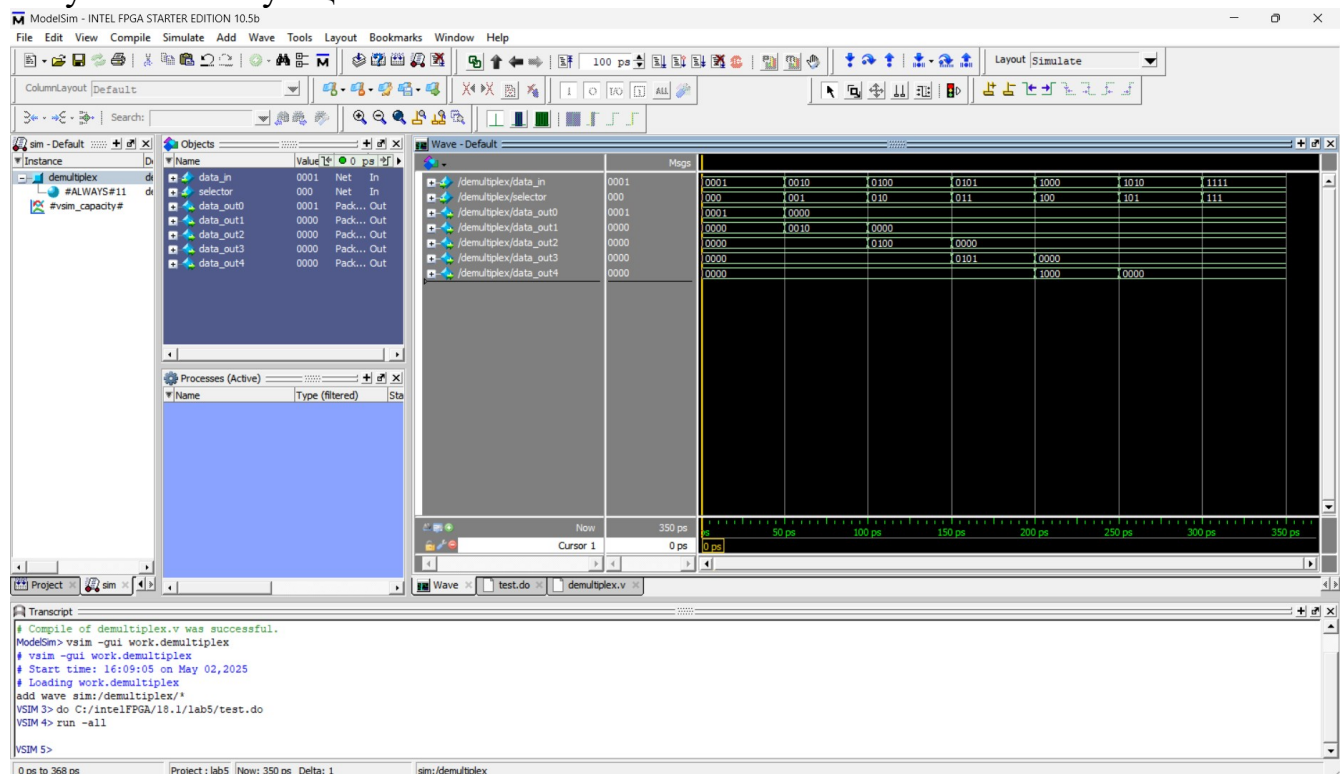 ModelSim - INTEL FPGA STARTER EDITION 10.5b
File Edit View Compile Simulate Add Wave Tools Layout Bookmarks Window Help
100 ps
Layout Simulate
ColumnLayout Default
Search:
sim - Default
Instance
demultiplex
#ALWAYS#11
#vsim_capacity#
Objects
Name Value 0 ps
data_in 0001 Net In
selector 000 Net In
data_out0 0001 Pack... Out
data_out1 0000 Pack... Out
data_out2 0000 Pack... Out
data_out3 0000 Pack... Out
data_out4 0000 Pack... Out
Processes (Active)
Name Type (filtered) Sta
Wave - Default
Msgs
/demultiplex/data_in 0001 0001 0010 0100 0101 1000 1010 1111
/demultiplex/selector 000 000 001 010 011 100 101 111
/demultiplex/data_out0 0001 0001 0000
/demultiplex/data_out1 0000 0000 0010 0000
/demultiplex/data_out2 0000 0000 0100 0000
/demultiplex/data_out3 0000 0000 0101 0000
/demultiplex/data_out4 0000 0000 1000 0000
Now 350 ps ps 50 ps 100 ps 150 ps 200 ps 250 ps 300 ps 350 ps
Cursor 1 0 ps 0 ps
Project sim
Wave test.do demultiplex.v
Transcript
# Compile of demultiplex.v was successful.
ModelSim> vsim -gui work.demultiplex
# vsim -gui work.demultiplex
# Start time: 16:09:05 on May 02,2025
# Loading work.demultiplex
add wave sim:/demultiplex/*
VSIM 3> do C:/intelFPGA/18.1/lab5/test.do
VSIM 4> run -all
VSIM 5>
0 ps to 368 ps Project : lab5 Now: 350 ps Delta: 1 sim:/demultiplex